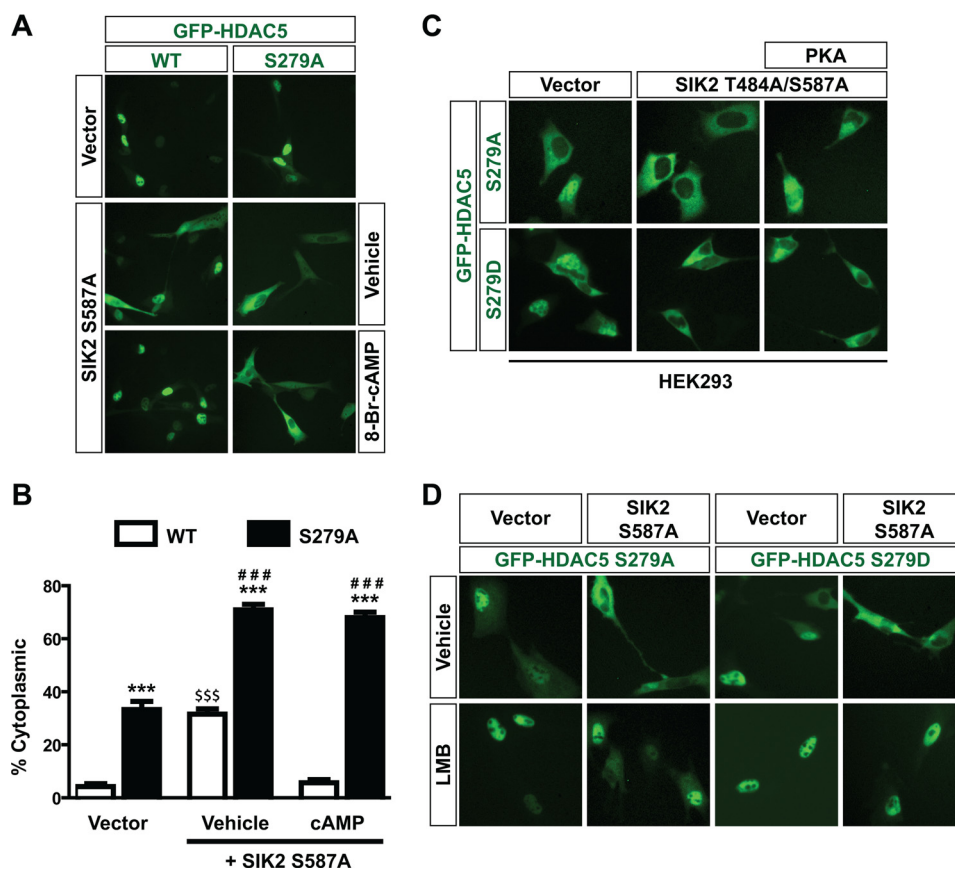 A
GFP-HDAC5
WT
S279A
Vector
SIK2 S587A
Vehicle
8-Br-cAMP
B
WT
S279A
% Cytoplasmic
80
60
40
20
0
***
$$$
###
***
###
***
Vector
Vehicle
cAMP
+ SIK2 S587A
C
PKA
Vector
SIK2 T484A/S587A
GFP-HDAC5
S279A
S279D
HEK293
D
Vector
SIK2
S587A
Vector
SIK2
S587A
GFP-HDAC5 S279A
GFP-HDAC5 S279D
Vehicle
LMB